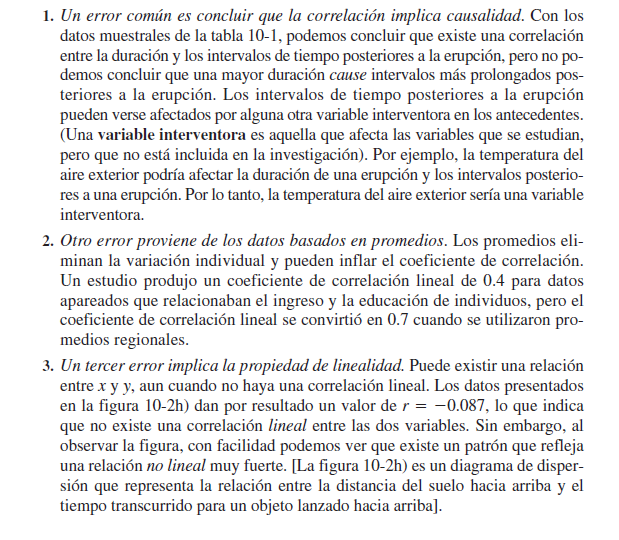 1. Un error común es concluir que la correlación implica causalidad. Con los
datos muestrales de la tabla 10-1, podemos concluir que existe una correlación
entre la duración y los intervalos de tiempo posteriores a la erupción, pero no po-
demos concluir que una mayor duración cause intervalos más prolongados pos-
teriores a la erupción. Los intervalos de tiempo posteriores a la erupción
pueden verse afectados por alguna otra variable interventora en los antecedentes.
(Una variable interventora es aquella que afecta las variables que se estudian,
pero que no está incluida en la investigación). Por ejemplo, la temperatura del
aire exterior podría afectar la duración de una erupción y los intervalos posterio-
res a una erupción. Por lo tanto, la temperatura del aire exterior sería una variable
interventora.
2. Otro error proviene de los datos basados en promedios. Los promedios eli-
minan la variación individual y pueden inflar el coeficiente de correlación.
Un estudio produjo un coeficiente de correlación lineal de 0.4 para datos
apareados que relacionaban el ingreso y la educación de individuos, pero el
coeficiente de correlación lineal se convirtió en 0.7 cuando se utilizaron pro-
medios regionales.
3. Un tercer error implica la propiedad de linealidad. Puede existir una relación
entre x y y, aun cuando no haya una correlación lineal. Los datos presentados
en la figura 10-2h) dan por resultado un valor de r = −0.087, lo que indica
que no existe una correlación lineal entre las dos variables. Sin embargo, al
observar la figura, con facilidad podemos ver que existe un patrón que refleja
una relación no lineal muy fuerte. [La figura 10-2h) es un diagrama de disper-
sión que representa la relación entre la distancia del suelo hacia arriba y el
tiempo transcurrido para un objeto lanzado hacia arriba].